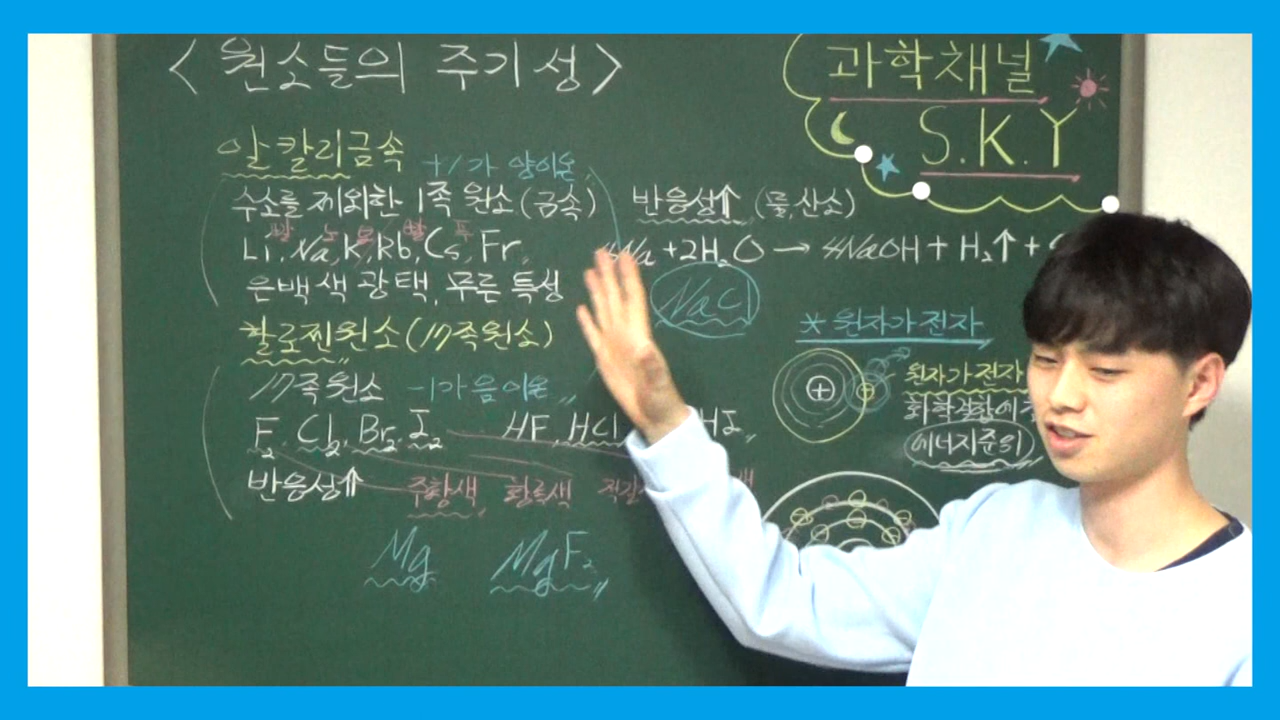 <원소들의 주기성>
과학채널
S.K.Y
알칼리금속 +1가 양이온
수소를 제외한 1족 원소(금속)
Li, Na, K, Rb, Cs, Fr
은백색 광택, 무른 특성
반응성↑ (물, 산소)
Na + 2H₂O → 4NaOH + H₂↑ +
NaCl
할로젠원소(17족원소)
17족 원소 -1가 음이온
F₂, Cl₂, Br₂, I₂ HF, HCl HI
반응성↑ 주황색 황록색
Mg MgF₂
* 원자가 전자
원자가 전자
에너지준위